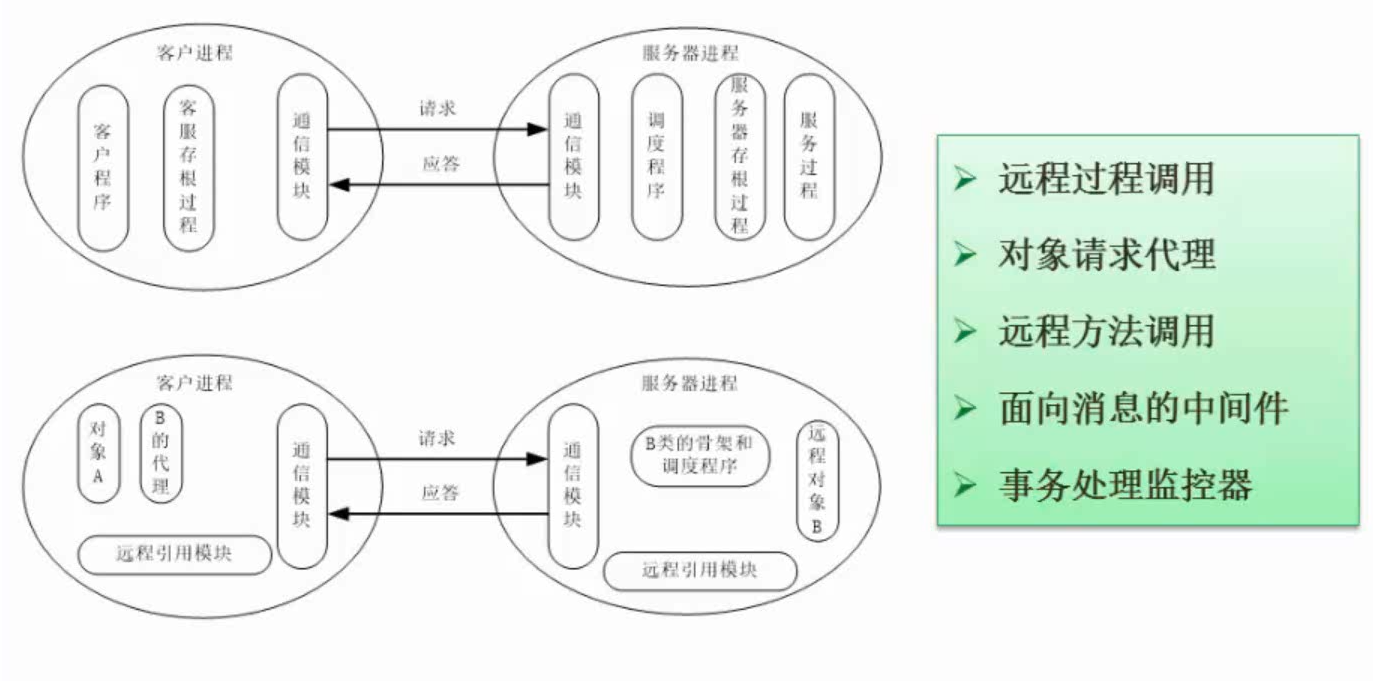 客户进程
客户程序
客服存根过程
通信模块
请求
应答
服务器进程
通信模块
调度程序
服务器存根过程
服务过程
客户进程
对象A
B的代理
通信模块
远程引用模块
请求
应答
服务器进程
通信模块
B类的骨架和
调度程序
远程对象B
远程引用模块
远程过程调用
对象请求代理
远程方法调用
面向消息的中间件
事务处理监控器